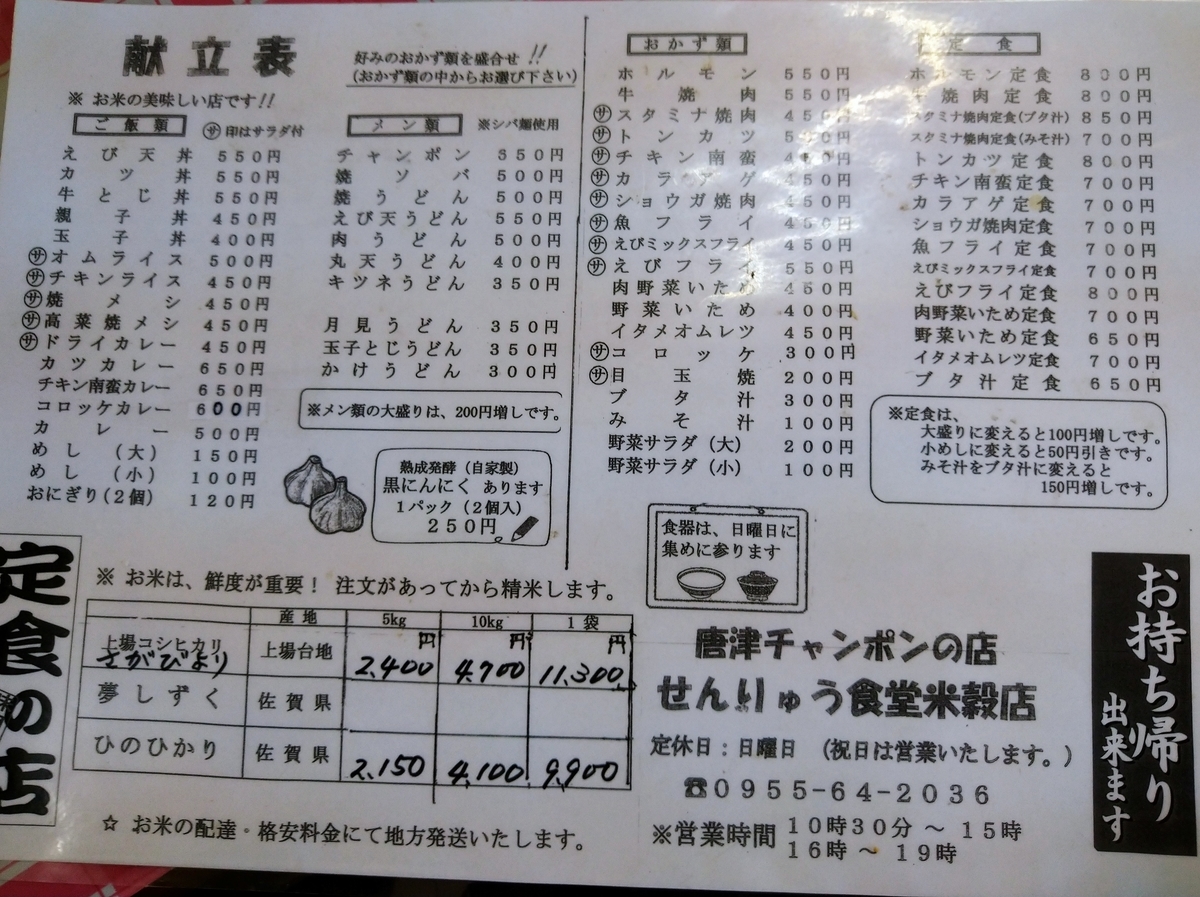 献立表
好みのおかず類を盛合せ!!
(おかず類の中からお選び下さい)
※ お米の美味しい店です!!
ご飯類 ㋚印はサラダ付
えび天丼 550円
カツ丼 550円
牛とじ丼 550円
親子丼 450円
玉子丼 400円
㋚オムライス 500円
㋚チキンライス 450円
㋚焼メシ 450円
㋚高菜焼メシ 450円
㋚ドライカレー 450円
カツカレー 650円
チキン南蛮カレー 650円
コロッケカレー 600円
カレー 500円
めし(大) 150円
めし(小) 100円
おにぎり(2個) 120円
メン類 ※シバ麺使用
チャンポン 550円
焼ソバ 500円
焼うどん 500円
えび天うどん 550円
肉うどん 500円
丸天うどん 400円
キツネうどん 350円
月見うどん 350円
玉子とじうどん 350円
かけうどん 300円
※メン類の大盛りは、200円増しです。
熟成発酵(自家製)
黒にんにく あります
1パック(2個入)
250円
おかず類
ホルモン 550円
牛焼肉 550円
㋚スタミナ焼肉 450円
㋚トンカツ 円
㋚チキン南蛮 450円
㋚カラアゲ 450円
㋚ショウガ焼肉 450円
㋚魚フライ 450円
㋚えびミックスフライ 450円
㋚えびフライ 550円
肉野菜いため 450円
野菜いため 400円
イタメオムレツ 450円
㋚コロッケ 300円
㋚目玉焼 200円
ブタ汁 300円
みそ汁 100円
野菜サラダ(大) 200円
野菜サラダ(小) 100円
定食
ホルモン定食 800円
牛焼肉定食 800円
スタミナ焼肉定食(ブタ汁) 850円
スタミナ焼肉定食(みそ汁) 700円
トンカツ定食 800円
チキン南蛮定食 700円
カラアゲ定食 700円
ショウガ焼肉定食 700円
魚フライ定食 700円
えびミックスフライ定食 700円
えびフライ定食 800円
肉野菜いため定食 700円
野菜いため定食 650円
イタメオムレツ定食 700円
ブタ汁定食 650円
※定食は、
大盛りに変えると100円増しです。
小めしに変えると50円引きです。
みそ汁をブタ汁に変えると
150円増しです。
食器は、日曜日に
集めに参ります
定食の店
※ お米は、鮮度が重要! 注文があってから精米します。
産地 5kg 10kg 1袋
上場コシヒカリ
さがびより 上場台地 2,400円 4,700円 11,300円
夢しずく 佐賀県
ひのひかり 佐賀県 2,150 4,100 9,900
☆ お米の配達・格安料金にて地方発送いたします。
唐津チャンポンの店
せんりゅう食堂米穀店
定休日:日曜日 (祝日は営業いたします。)
☎0955-64-2036
※営業時間 10時30分 ~ 15時
16時 ~ 19時
お持ち帰り
出来ます